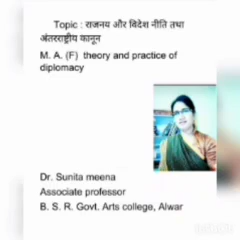 Topic : राजनय और विदेश नीति तथा
अंतरराष्ट्रीय कानून
M. A. (F) theory and practice of
diplomacy
Dr. Sunita meena
Associate professor
B. S. R. Govt. Arts college, Alwar